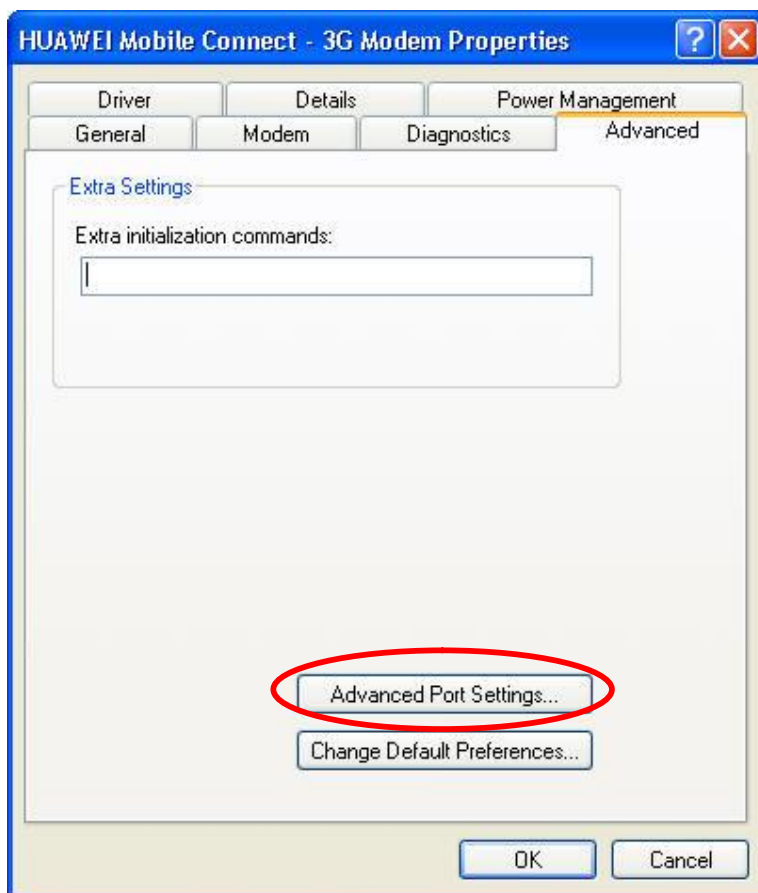 HUAWEI Mobile Connect - 3G Modem Properties
Driver Details Power Management
General Modem Diagnostics Advanced
Extra Settings
Extra initialization commands:
Advanced Port Settings...
Change Default Preferences...
OK Cancel